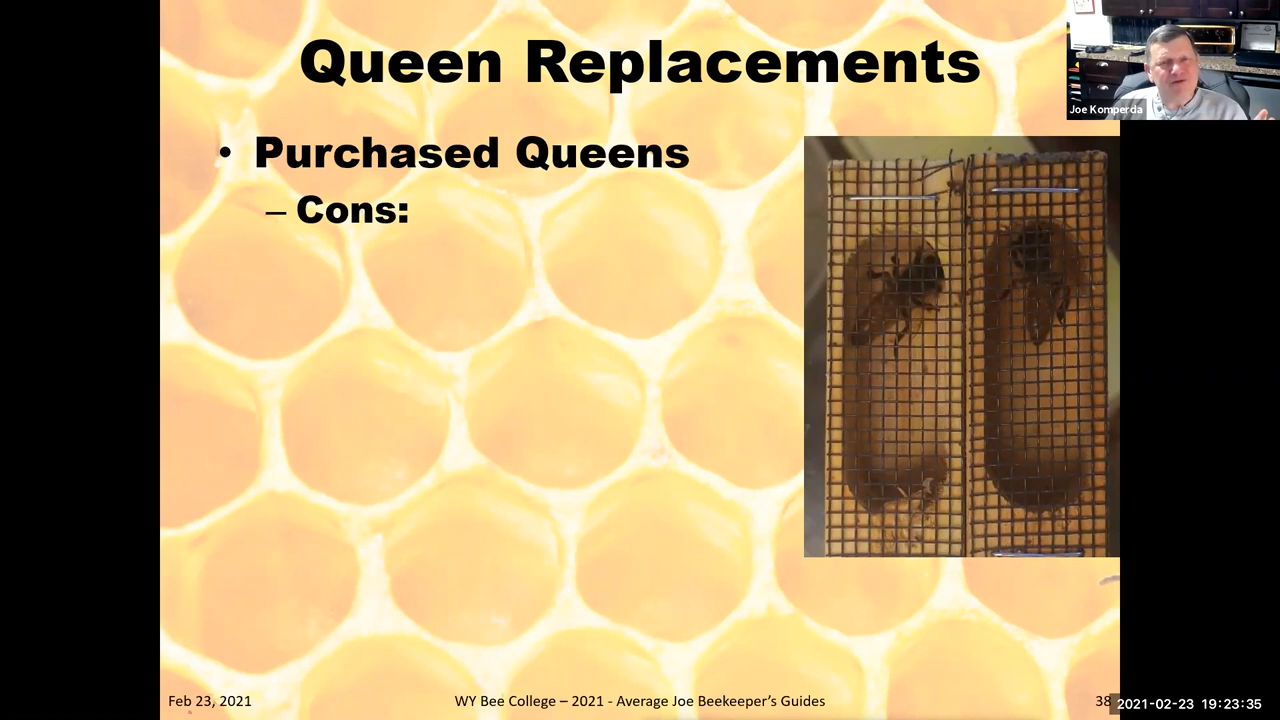 Queen Replacements
Joe Komperda
• Purchased Queens
– Cons:
Feb 23, 2021
WY Bee College – 2021 - Average Joe Beekeeper's Guides
38
2021-02-23 19:23:35